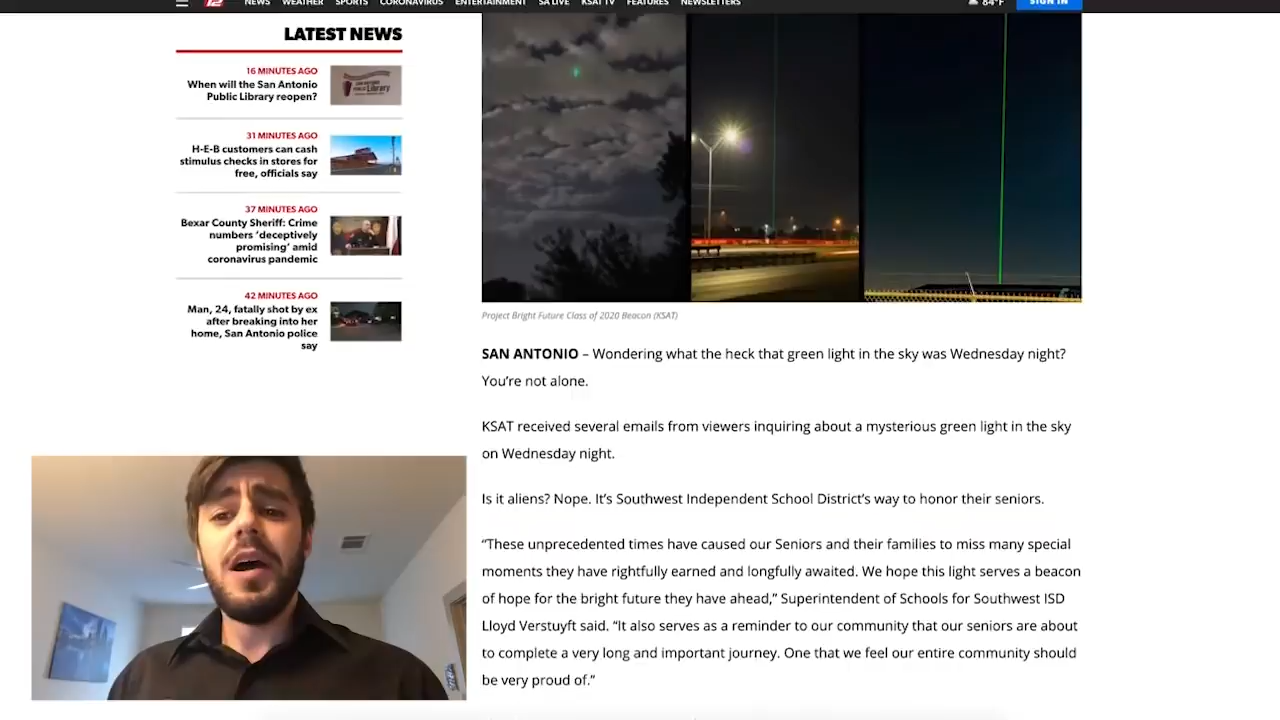 12
NEWS WEATHER SPORTS CORONAVIRUS ENTERTAINMENT SA LIVE KSAT TV FEATURES NEWSLETTERS
84°F
SIGN IN
LATEST NEWS
16 MINUTES AGO
When will the San Antonio
Public Library reopen?
31 MINUTES AGO
H-E-B customers can cash
stimulus checks in stores for
free, officials say
37 MINUTES AGO
Bexar County Sheriff: Crime
numbers ‘deceptively
promising’ amid
coronavirus pandemic
42 MINUTES AGO
Man, 24, fatally shot by ex
after breaking into her
home, San Antonio police
say
Project Bright Future Class of 2020 Beacon (KSAT)
SAN ANTONIO – Wondering what the heck that green light in the sky was Wednesday night?
You’re not alone.
KSAT received several emails from viewers inquiring about a mysterious green light in the sky
on Wednesday night.
Is it aliens? Nope. It’s Southwest Independent School District’s way to honor their seniors.
“These unprecedented times have caused our Seniors and their families to miss many special
moments they have rightfully earned and longfully awaited. We hope this light serves a beacon
of hope for the bright future they have ahead,” Superintendent of Schools for Southwest ISD
Lloyd Verstuyft said. “It also serves as a reminder to our community that our seniors are about
to complete a very long and important journey. One that we feel our entire community should
be very proud of.”